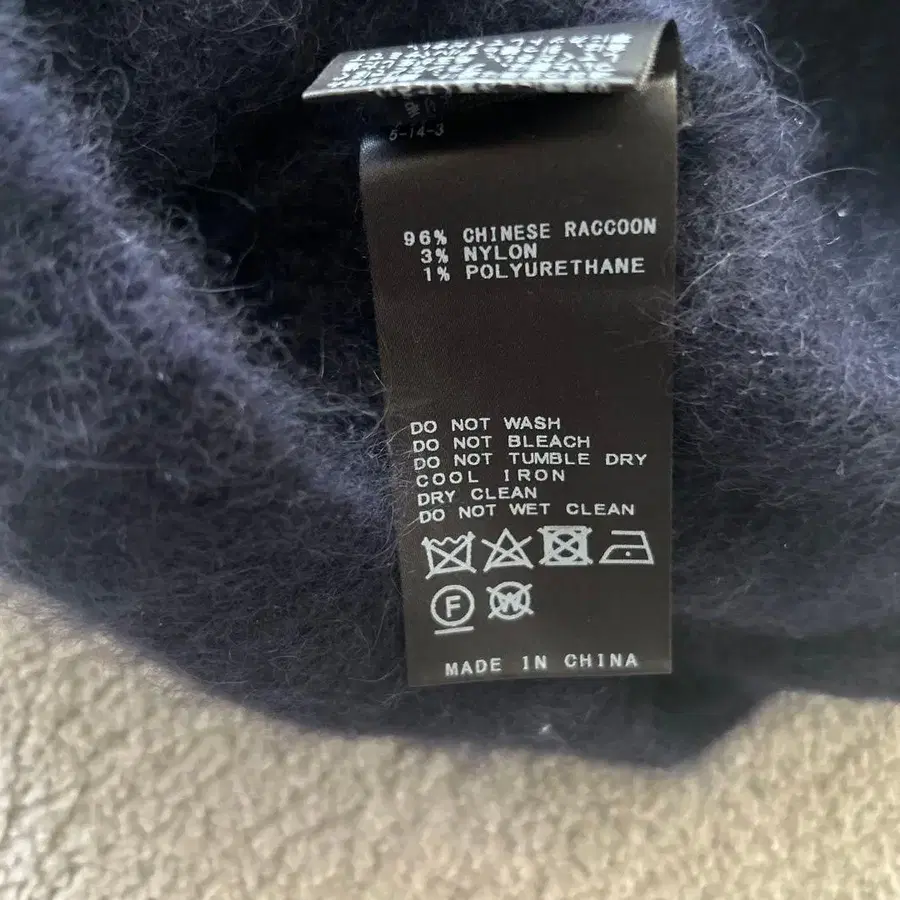 5-14-3
96% CHINESE RACCOON
3% NYLON
1% POLYURETHANE
DO NOT WASH
DO NOT BLEACH
DO NOT TUMBLE DRY
COOL IRON
DRY CLEAN
DO NOT WET CLEAN
F W
MADE IN CHINA